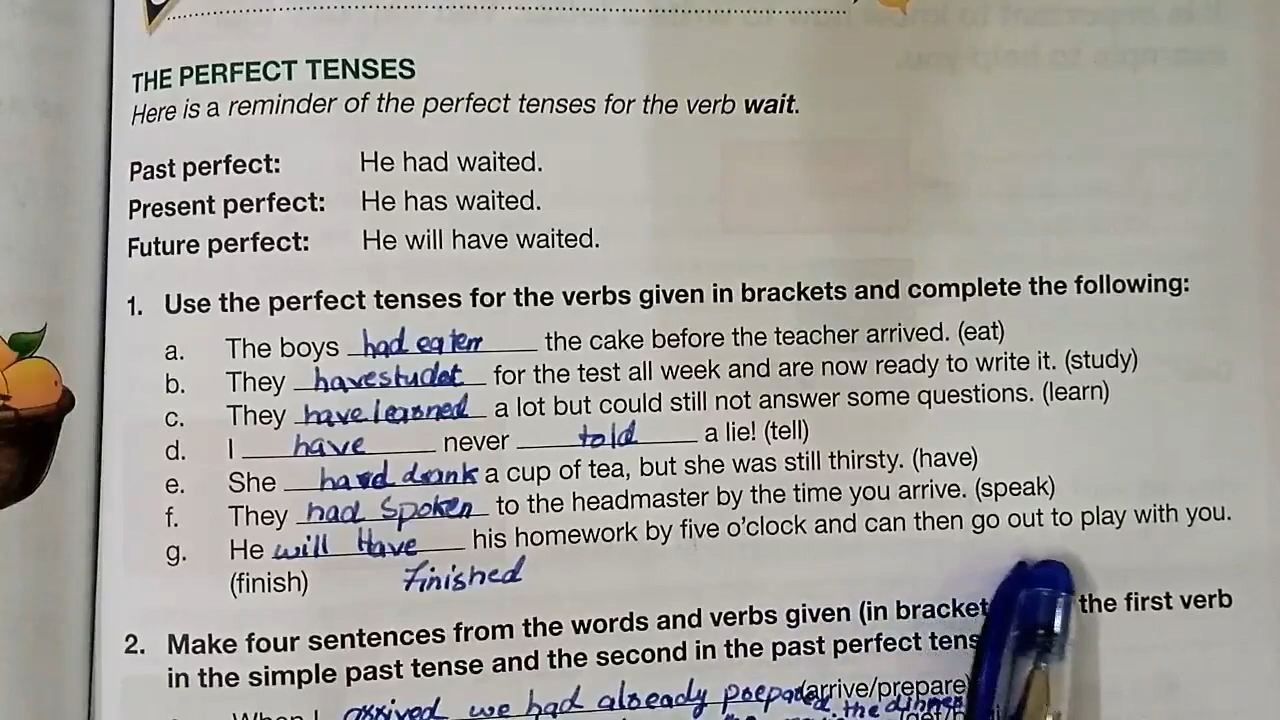 THE PERFECT TENSES
Here is a reminder of the perfect tenses for the verb wait.
Past perfect: He had waited.
Present perfect: He has waited.
Future perfect: He will have waited.
1. Use the perfect tenses for the verbs given in brackets and complete the following:
a. The boys had eaten the cake before the teacher arrived. (eat)
b. They have studet for the test all week and are now ready to write it. (study)
c. They have learned a lot but could still not answer some questions. (learn)
d. I have never told a lie! (tell)
e. She had drank a cup of tea, but she was still thirsty. (have)
f. They had Spoken to the headmaster by the time you arrive. (speak)
g. He will Have his homework by five o'clock and can then go out to play with you.
(finish) Finished
2. Make four sentences from the words and verbs given (in bracket the first verb
in the simple past tense and the second in the past perfect tens
When I arrived we had already prepared the dinner (arrive/prepare)